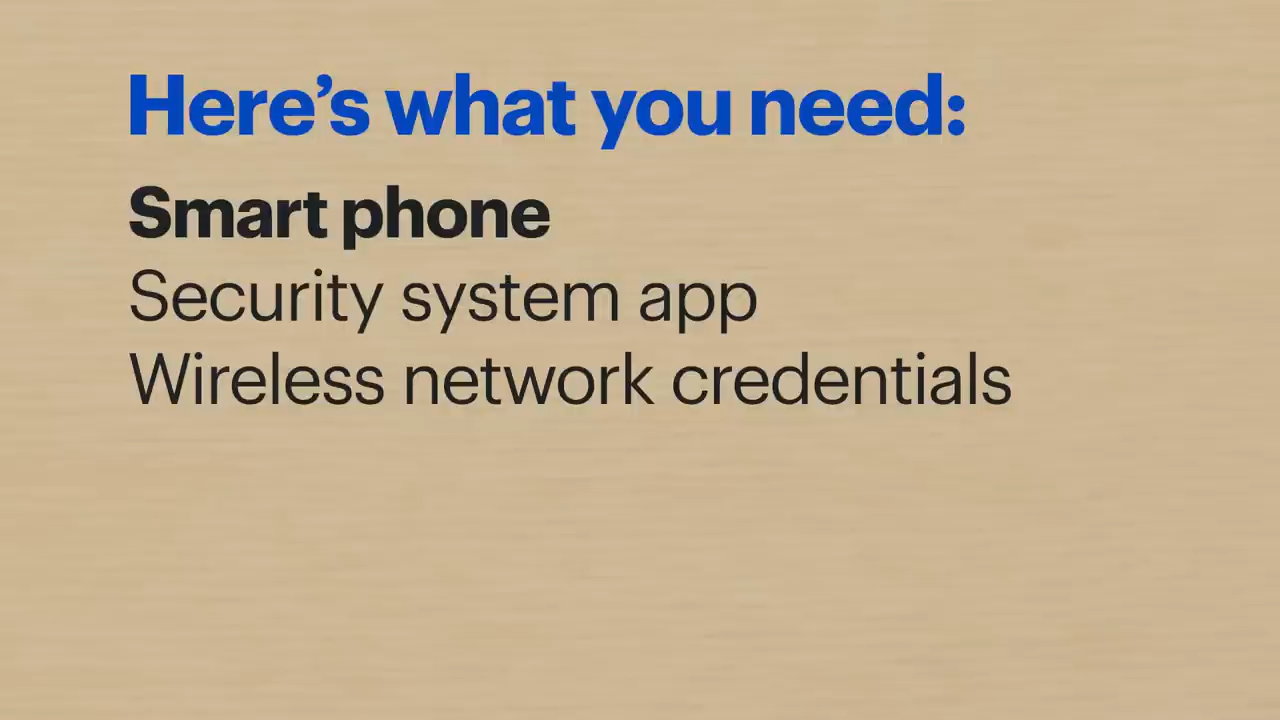 Here’s what you need:
Smart phone
Security system app
Wireless network credentials